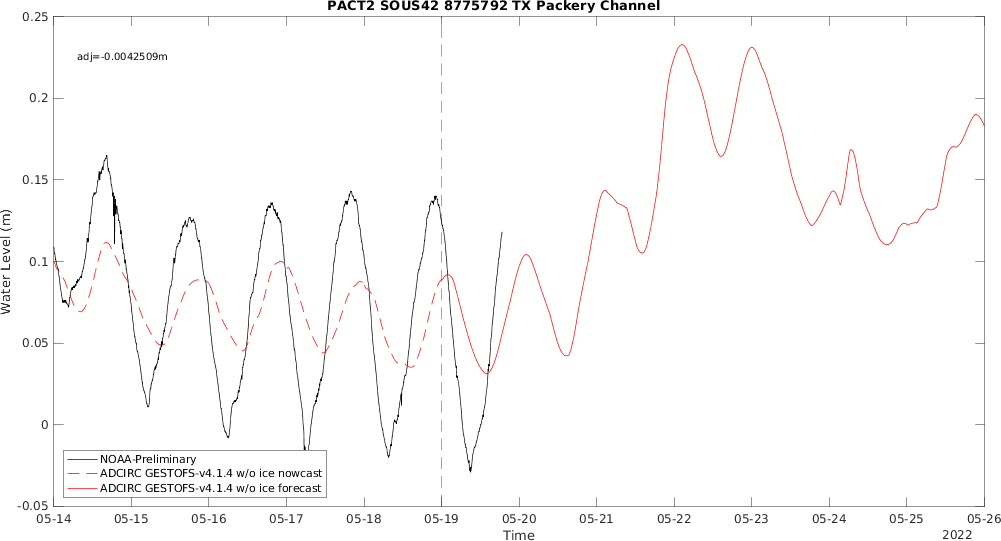 PACT2 SOUS42 8775792 TX Packery Channel
adj=-0.0042509m
0.25
0.2
0.15
0.1
0.05
0
-0.05
Water Level (m)
NOAA-Preliminary
ADCIRC GESTOFS-v4.1.4 w/o ice nowcast
ADCIRC GESTOFS-v4.1.4 w/o ice forecast
05-14 05-15 05-16 05-17 05-18 05-19 05-20 05-21 05-22 05-23 05-24 05-25 05-26
Time
2022